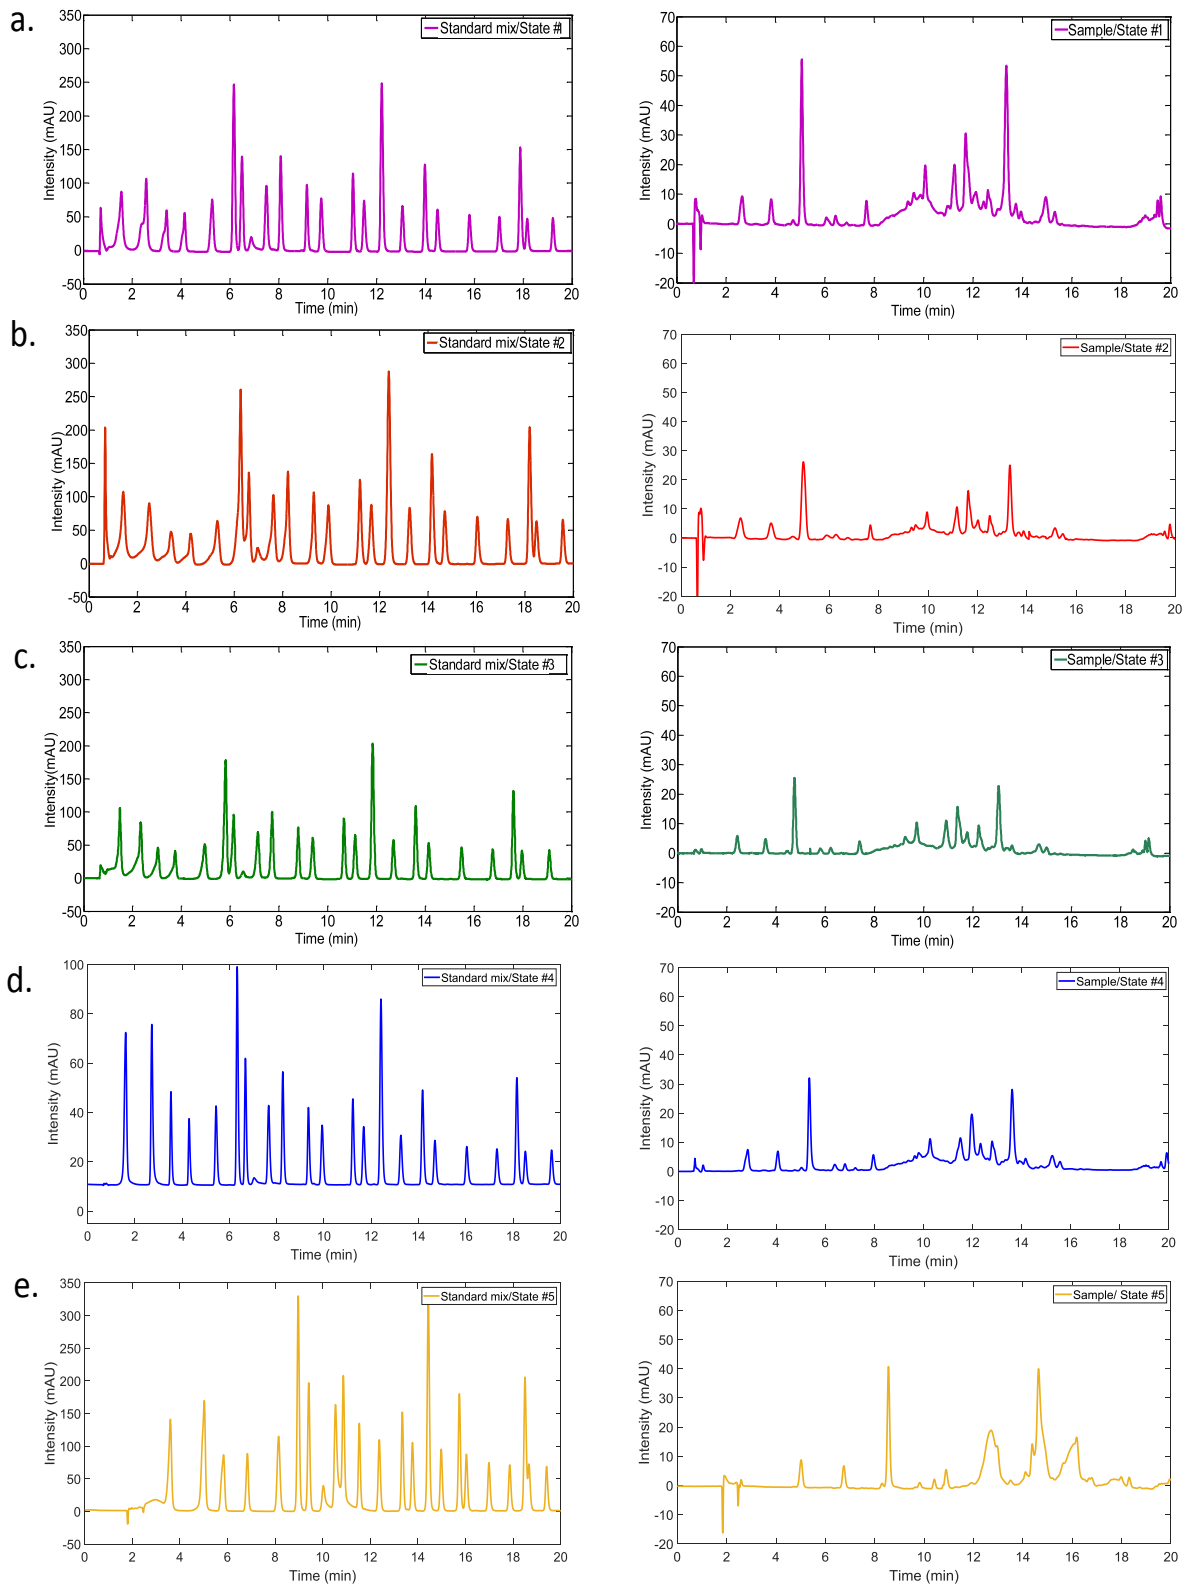 a.
Standard mix/State #1
Intensity (mAU)
350
300
250
200
150
100
50
0
-50
0 2 4 6 8 10 12 14 16 18 20
Time (min)
Sample/State #1
Intensity (mAU)
70
60
50
40
30
20
10
0
-10
-20
0 2 4 6 8 10 12 14 16 18 20
Time (min)
b.
Standard mix/State #2
Intensity (mAU)
350
300
250
200
150
100
50
0
-50
0 2 4 6 8 10 12 14 16 18 20
Time (min)
Sample/State #2
Intensity (mAU)
70
60
50
40
30
20
10
0
-10
-20
0 2 4 6 8 10 12 14 16 18 20
Time (min)
c.
Standard mix/State #3
Intensity(mAU)
350
300
250
200
150
100
50
0
-50
0 2 4 6 8 10 12 14 16 18 20
Time (min)
Sample/State #3
Intensity (mAU)
70
60
50
40
30
20
10
0
-10
-20
0 2 4 6 8 10 12 14 16 18 20
Time (min)
d.
Standard mix/State #4
Intensity (mAU)
100
80
60
40
20
0
0 2 4 6 8 10 12 14 16 18 20
Time (min)
Sample/State #4
Intensity (mAU)
70
60
50
40
30
20
10
0
-10
-20
0 2 4 6 8 10 12 14 16 18 20
Time (min)
e.
Standard mix/State #5
Intensity (mAU)
350
300
250
200
150
100
50
0
-50
0 2 4 6 8 10 12 14 16 18 20
Time (min)
Sample/ State #5
Intensity (mAU)
70
60
50
40
30
20
10
0
-10
-20
0 2 4 6 8 10 12 14 16 18 20
Time (min)